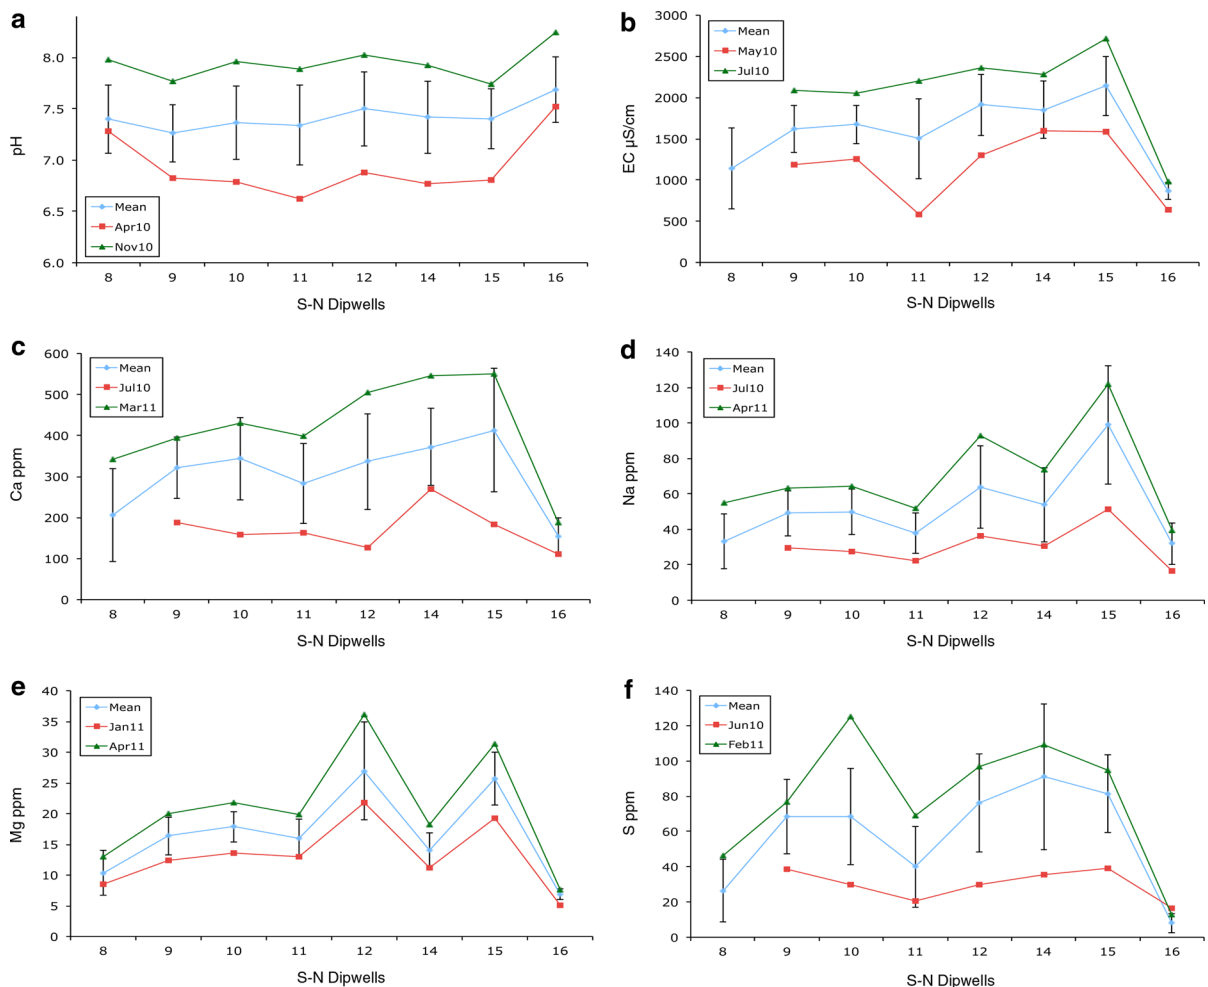 a
8.0
7.5
7.0
6.5
6.0
pH
Mean
Apr10
Nov10
8 9 10 11 12 14 15 16
S-N Dipwells
b
3000
2500
2000
1500
1000
500
0
EC µS/cm
Mean
May10
Jul10
8 9 10 11 12 14 15 16
S-N Dipwells
c
600
500
400
300
200
100
0
Ca ppm
Mean
Jul10
Mar11
8 9 10 11 12 14 15 16
S-N Dipwells
d
140
120
100
80
60
40
20
0
Na ppm
Mean
Jul10
Apr11
8 9 10 11 12 14 15 16
S-N Dipwells
e
40
35
30
25
20
15
10
5
0
Mg ppm
Mean
Jan11
Apr11
8 9 10 11 12 14 15 16
S-N Dipwells
f
140
120
100
80
60
40
20
0
S ppm
Mean
Jun10
Feb11
8 9 10 11 12 14 15 16
S-N Dipwells